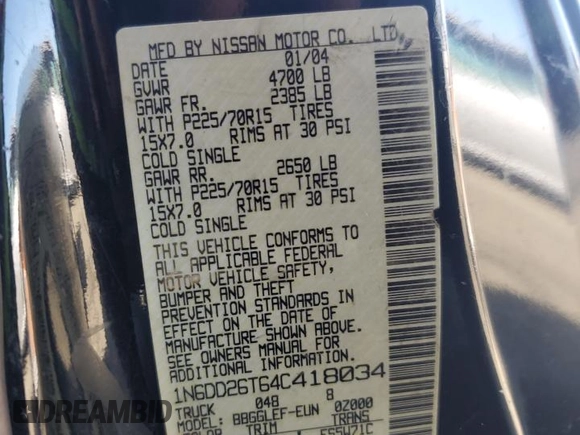 MFD BY NISSAN MOTOR CO., LTD.
DATE 01/04
GVWR 4700 LB
GAWR FR. 2385 LB
WITH P225/70R15 TIRES
15X7.0 RIMS AT 30 PSI
COLD SINGLE
GAWR RR. 2650 LB
WITH P225/70R15 TIRES
15X7.0 RIMS AT 30 PSI
COLD SINGLE
THIS VEHICLE CONFORMS TO
ALL APPLICABLE FEDERAL
MOTOR VEHICLE SAFETY,
BUMPER AND THEFT
PREVENTION STANDARDS IN
EFFECT ON THE DATE OF
MANUFACTURE SHOWN ABOVE.
SEE OWNERS MANUAL FOR
ADDITIONAL INFORMATION.
1N6DD26T64C418034
TRUCK 048 8
MODEL: BBGGLEF-EUN 0Z000
COLOR TRIM TRANS
FS5W71C